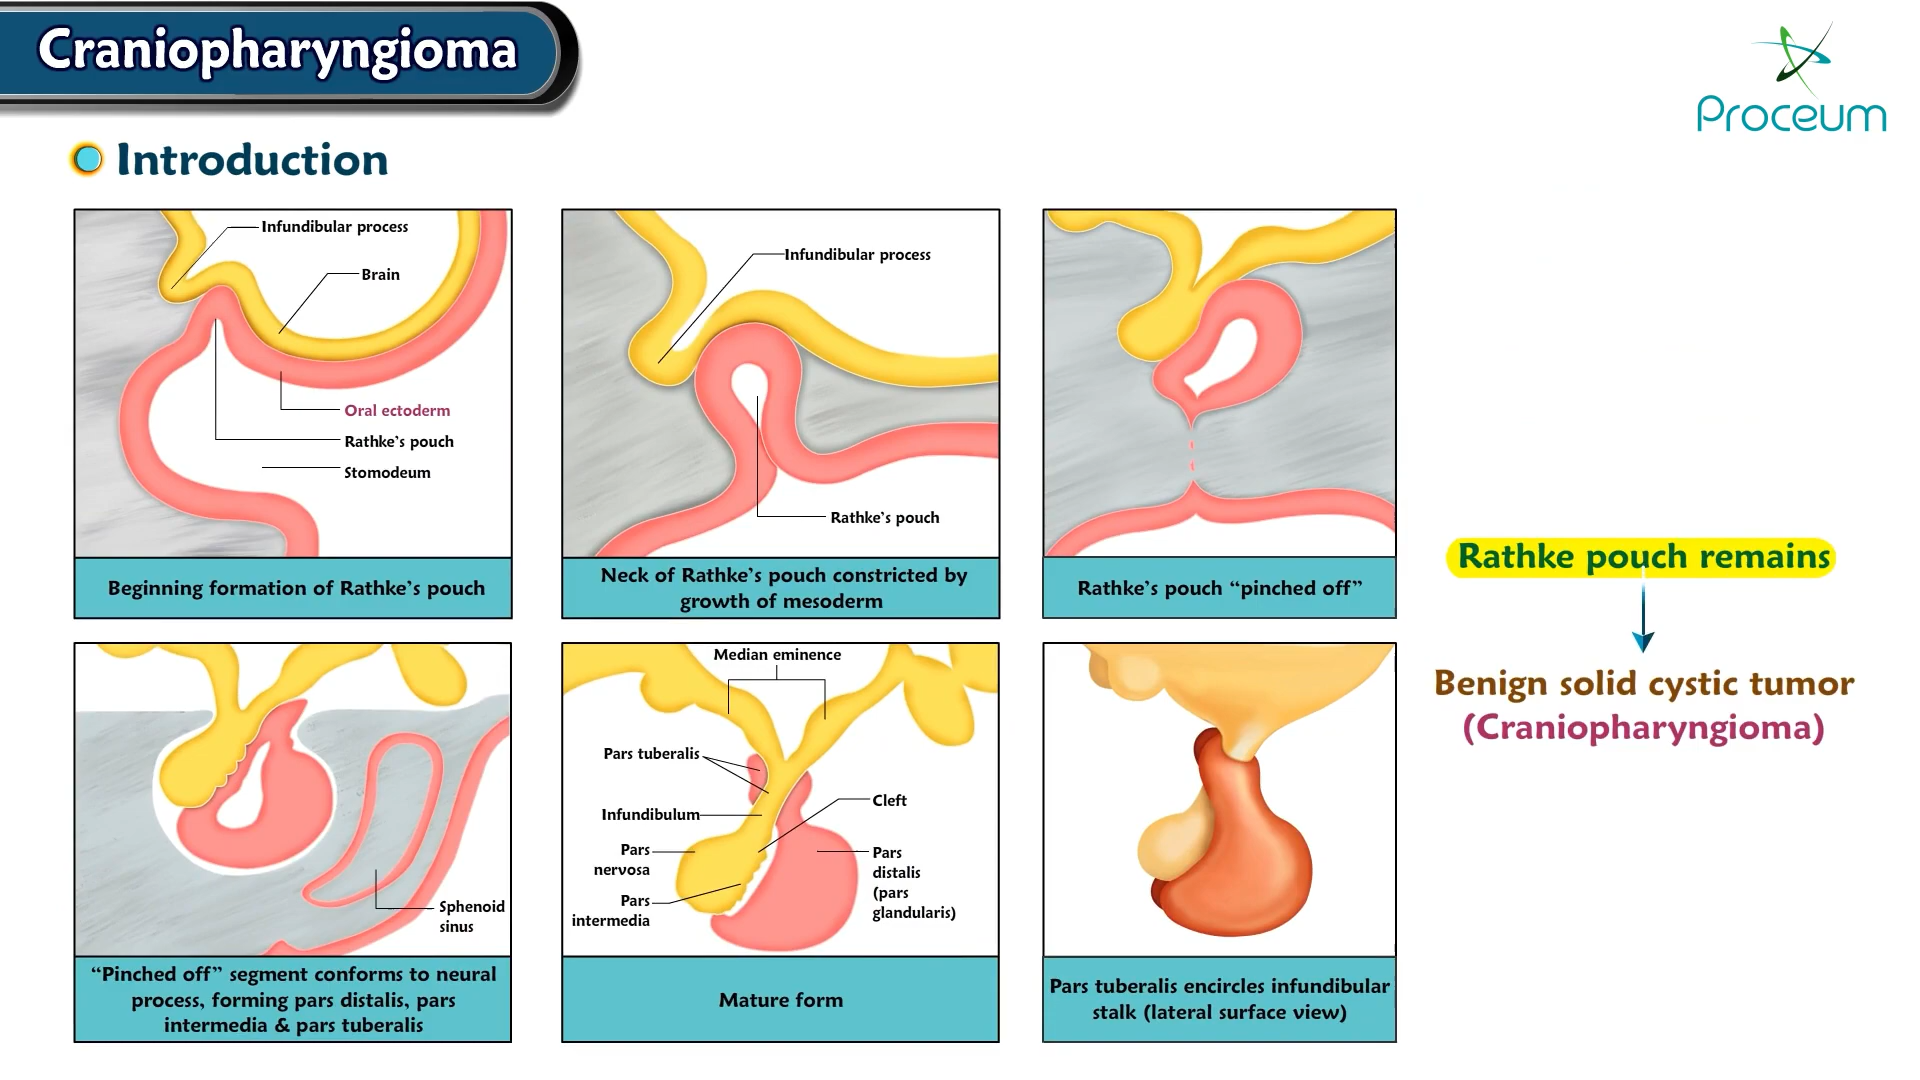 Craniopharyngioma
Proceum
Introduction
Infundibular process
Brain
Oral ectoderm
Rathke's pouch
Stomodeum
Beginning formation of Rathke's pouch
Infundibular process
Rathke's pouch
Neck of Rathke's pouch constricted by
growth of mesoderm
Rathke's pouch “pinched off”
Rathke pouch remains
Benign solid cystic tumor
(Craniopharyngioma)
Sphenoid
sinus
“Pinched off” segment conforms to neural
process, forming pars distalis, pars
intermedia & pars tuberalis
Median eminence
Pars tuberalis
Infundibulum
Pars
nervosa
Pars
intermedia
Cleft
Pars
distalis
(pars
glandularis)
Mature form
Pars tuberalis encircles infundibular
stalk (lateral surface view)